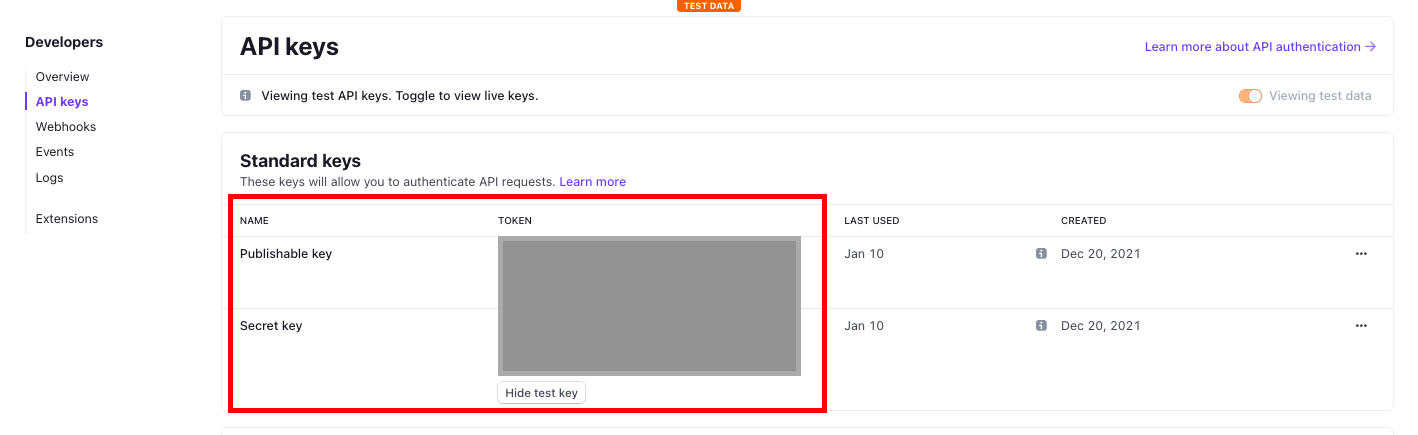 TEST DATA
Developers
Overview
API keys
Webhooks
Events
Logs
Extensions
API keys
Learn more about API authentication →
Viewing test API keys. Toggle to view live keys.
Viewing test data
Standard keys
These keys will allow you to authenticate API requests. Learn more
NAME TOKEN LAST USED CREATED
Publishable key Jan 10 Dec 20, 2021
Secret key Jan 10 Dec 20, 2021
Hide test key